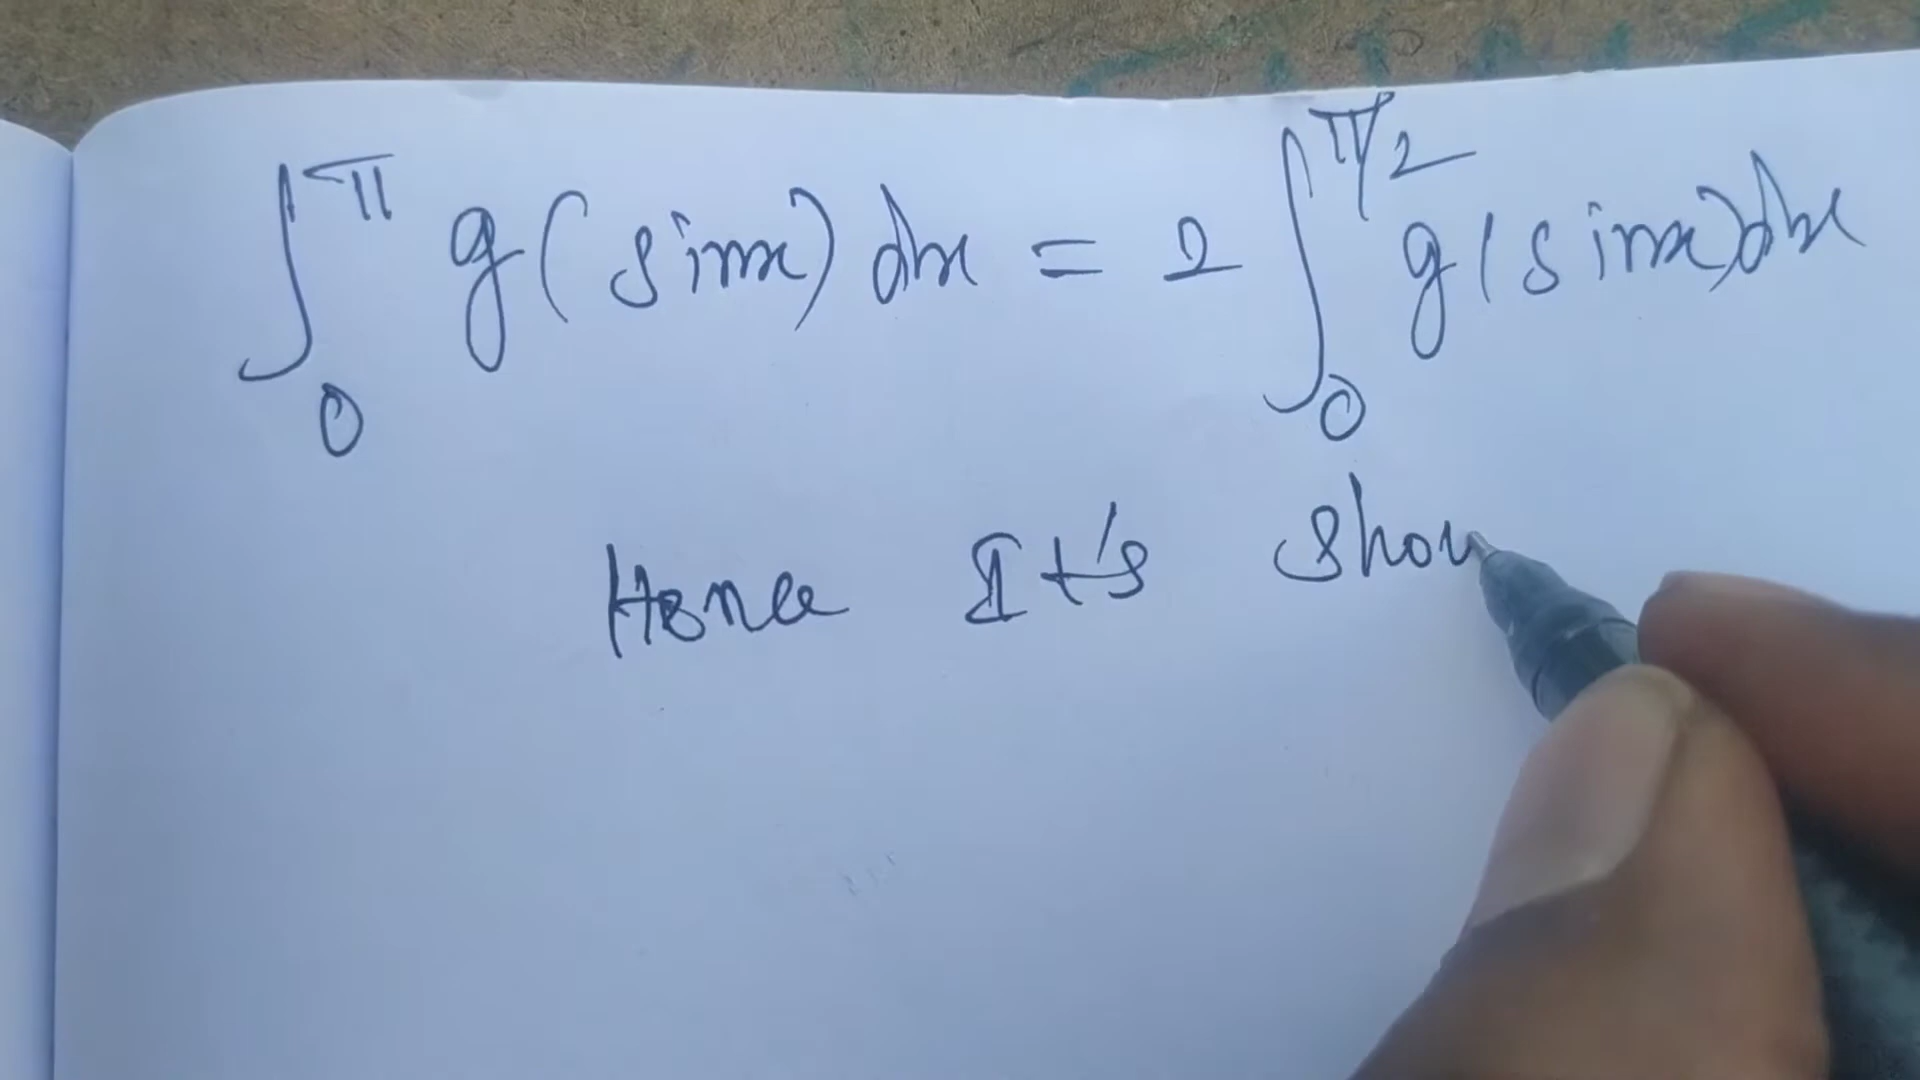 ∫₀^π g(sinx) dx = 2 ∫₀^π/2 g(sinx)dx
Hence It's show